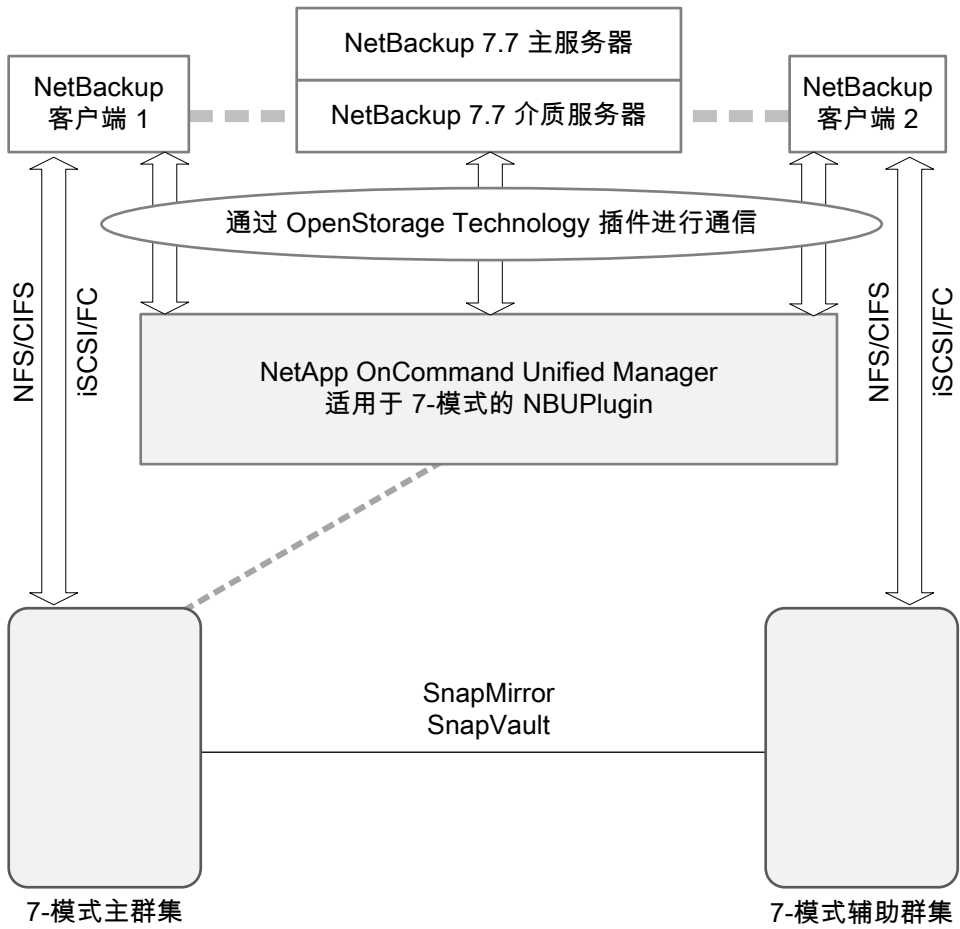 NetBackup 7.7 主服务器
NetBackup
客户端 1
NetBackup 7.7 介质服务器
NetBackup
客户端 2
通过 OpenStorage Technology 插件进行通信
NFS/CIFS
iSCSI/FC
NFS/CIFS
iSCSI/FC
NetApp OnCommand Unified Manager
适用于 7-模式的 NBUPlugin
SnapMirror
SnapVault
7-模式主群集
7-模式辅助群集